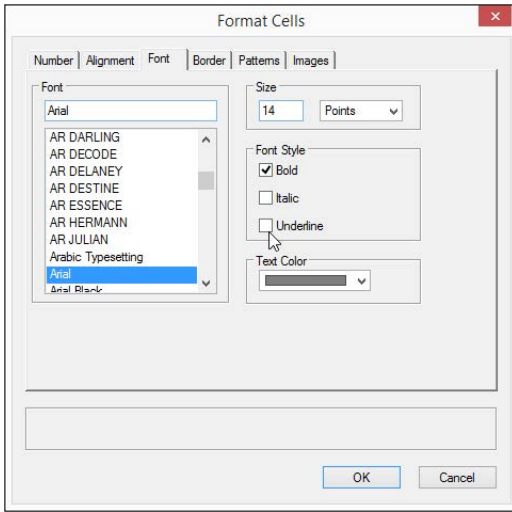 Format Cells
Number Alignment Font Border Patterns Images
Font
Arial
AR DARLING
AR DECODE
AR DELANEY
AR DESTINE
AR ESSENCE
AR HERMANN
AR JULIAN
Arabic Typesetting
Arial
Arial Black
Size
14 Points
Font Style
Bold
Italic
Underline
Text Color
OK Cancel